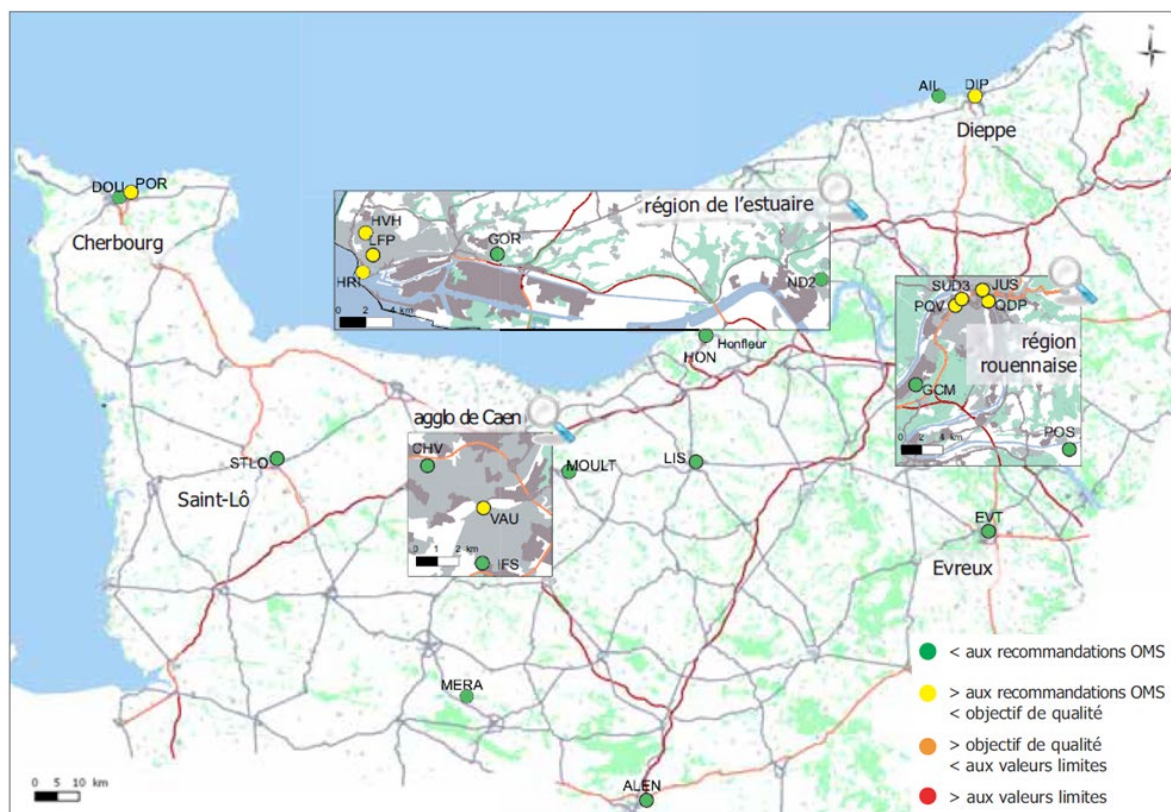 AIL DIP
Dieppe
DOU POR
Cherbourg
région de l'estuaire
HVH
LFP
GOR
HRI
ND2
0 2 4 km
SUD3 JUS
PQV QDP
région
rouennaise
GCM
0 2 4 km
POS
HON Honfleur
agglo de Caen
CHV
VAU
0 1 2 km
IFS
MOULT
LIS
STLO
Saint-Lô
EVT
Evreux
MERA
ALEN
0 5 10 km
< aux recommandations OMS
> aux recommandations OMS
< objectif de qualité
> objectif de qualité
< aux valeurs limites
> aux valeurs limites